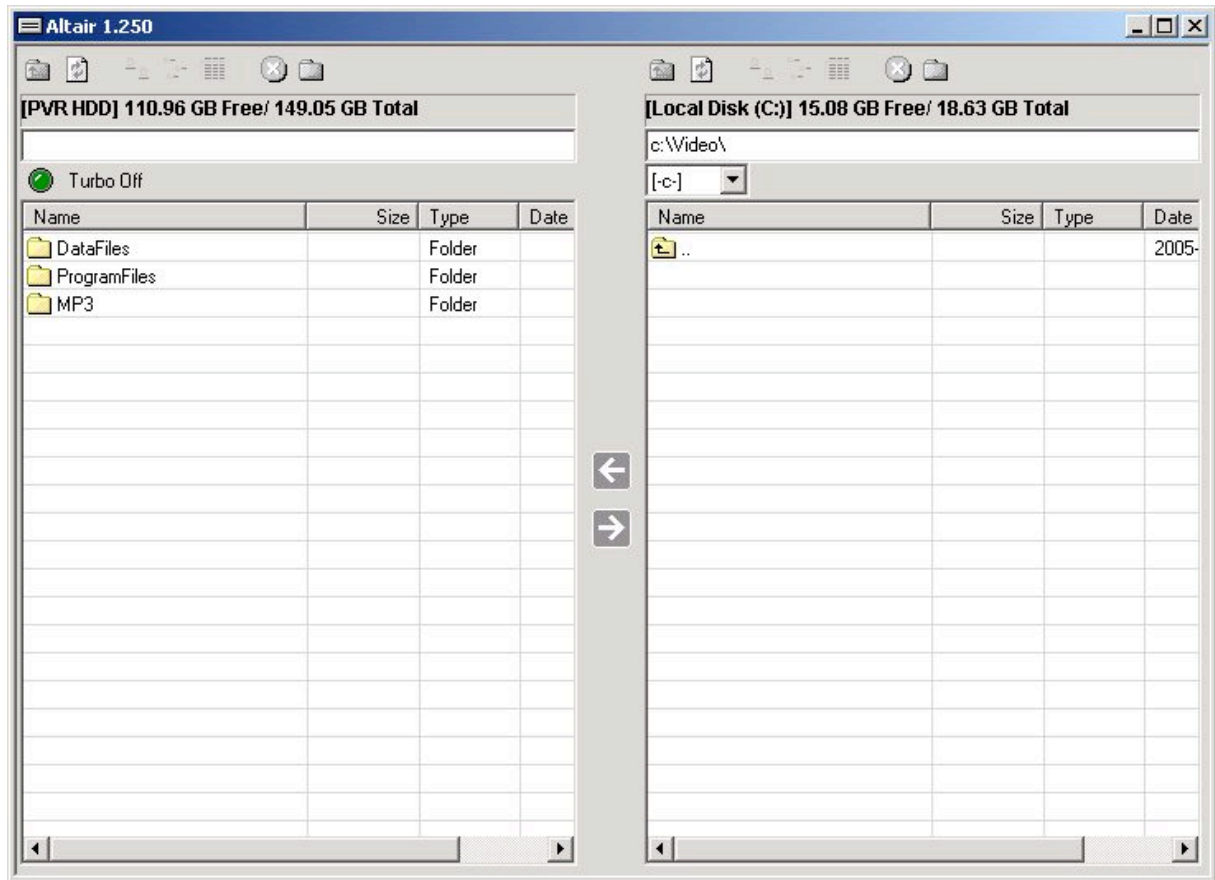 Altair 1.250
[PVR HDD] 110.96 GB Free/ 149.05 GB Total
Turbo Off
Name Size Type Date
DataFiles Folder
ProgramFiles Folder
MP3 Folder
[Local Disk (C:)] 15.08 GB Free/ 18.63 GB Total
c:\Video\
[-c-]
Name Size Type Date
.. 2005-